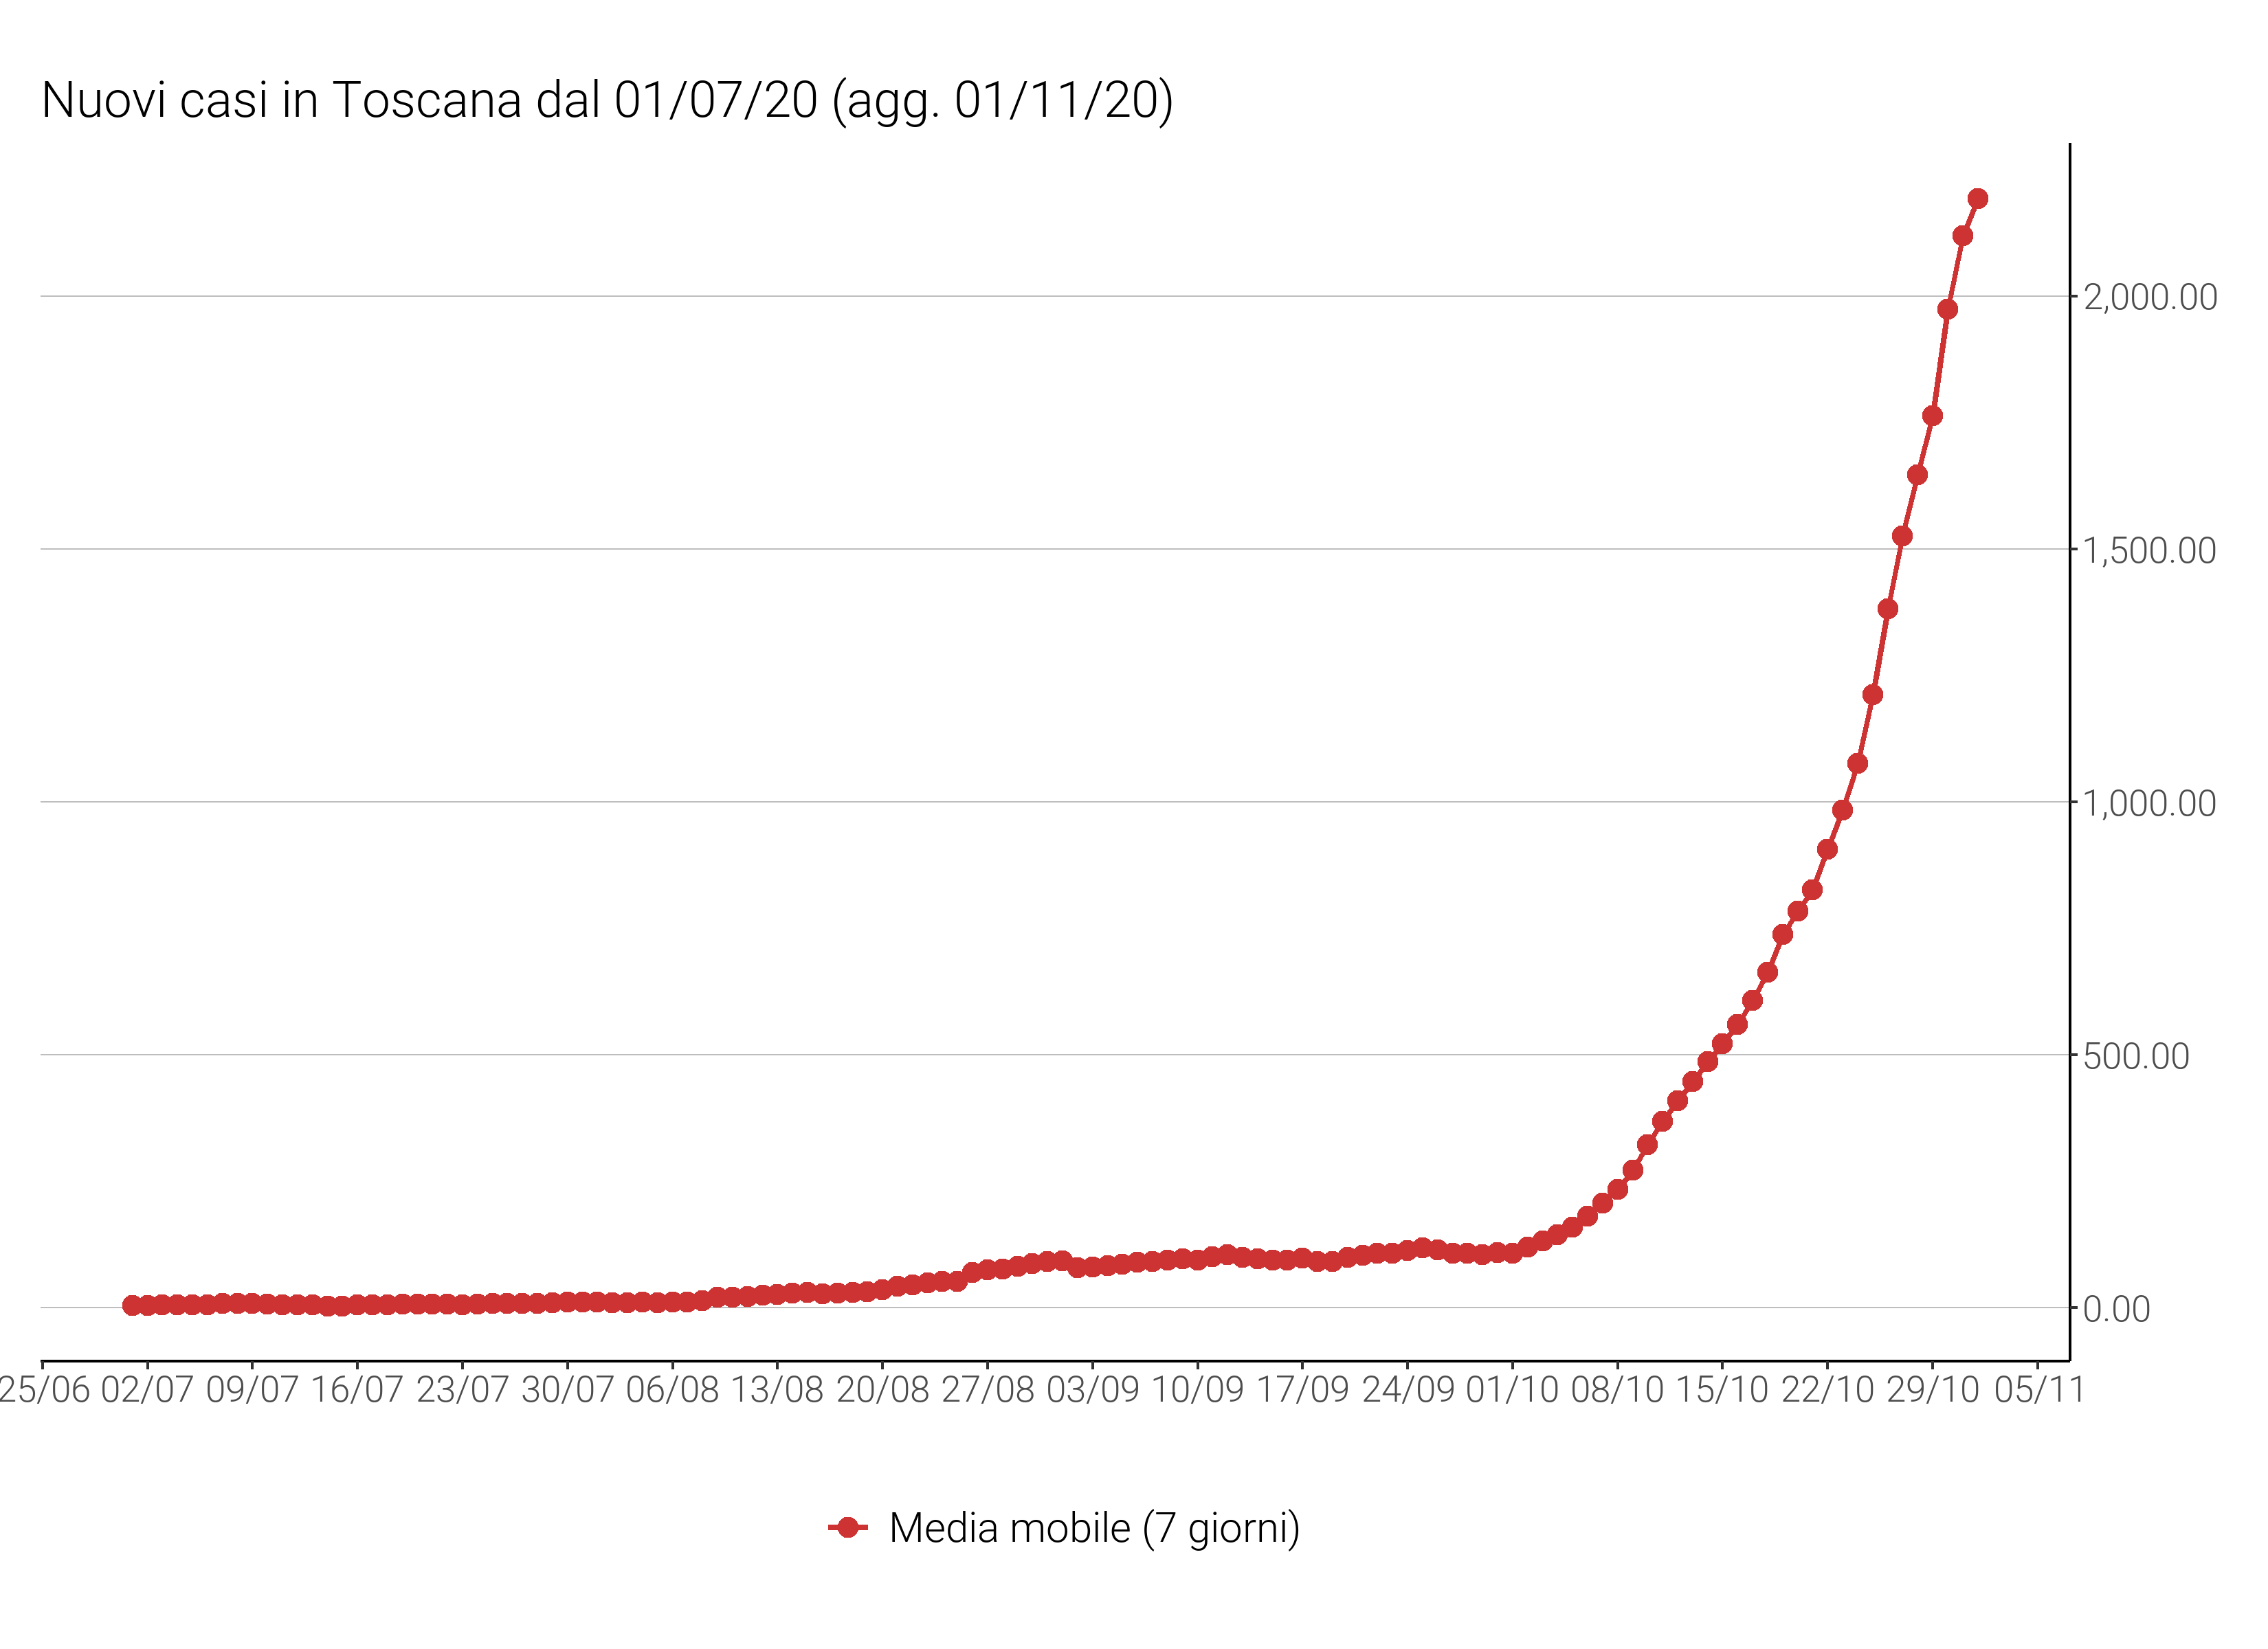 Nuovi casi in Toscana dal 01/07/20 (agg. 01/11/20)
2,000.00
1,500.00
1,000.00
500.00
0.00
25/06 02/07 09/07 16/07 23/07 30/07 06/08 13/08 20/08 27/08 03/09 10/09 17/09 24/09 01/10 08/10 15/10 22/10 29/10 05/11
Media mobile (7 giorni)